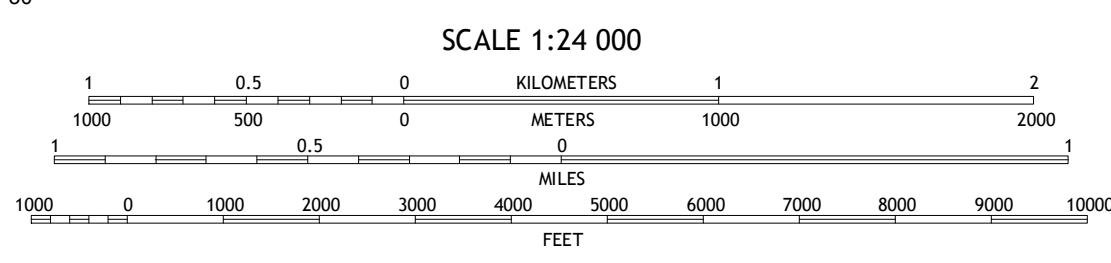 SCALE 1:24 000
1 0.5 0 KILOMETERS 1 2
1000 500 0 METERS 1000 2000
1 0.5 0 1
MILES
1000 0 1000 2000 3000 4000 5000 6000 7000 8000 9000 10000
FEET